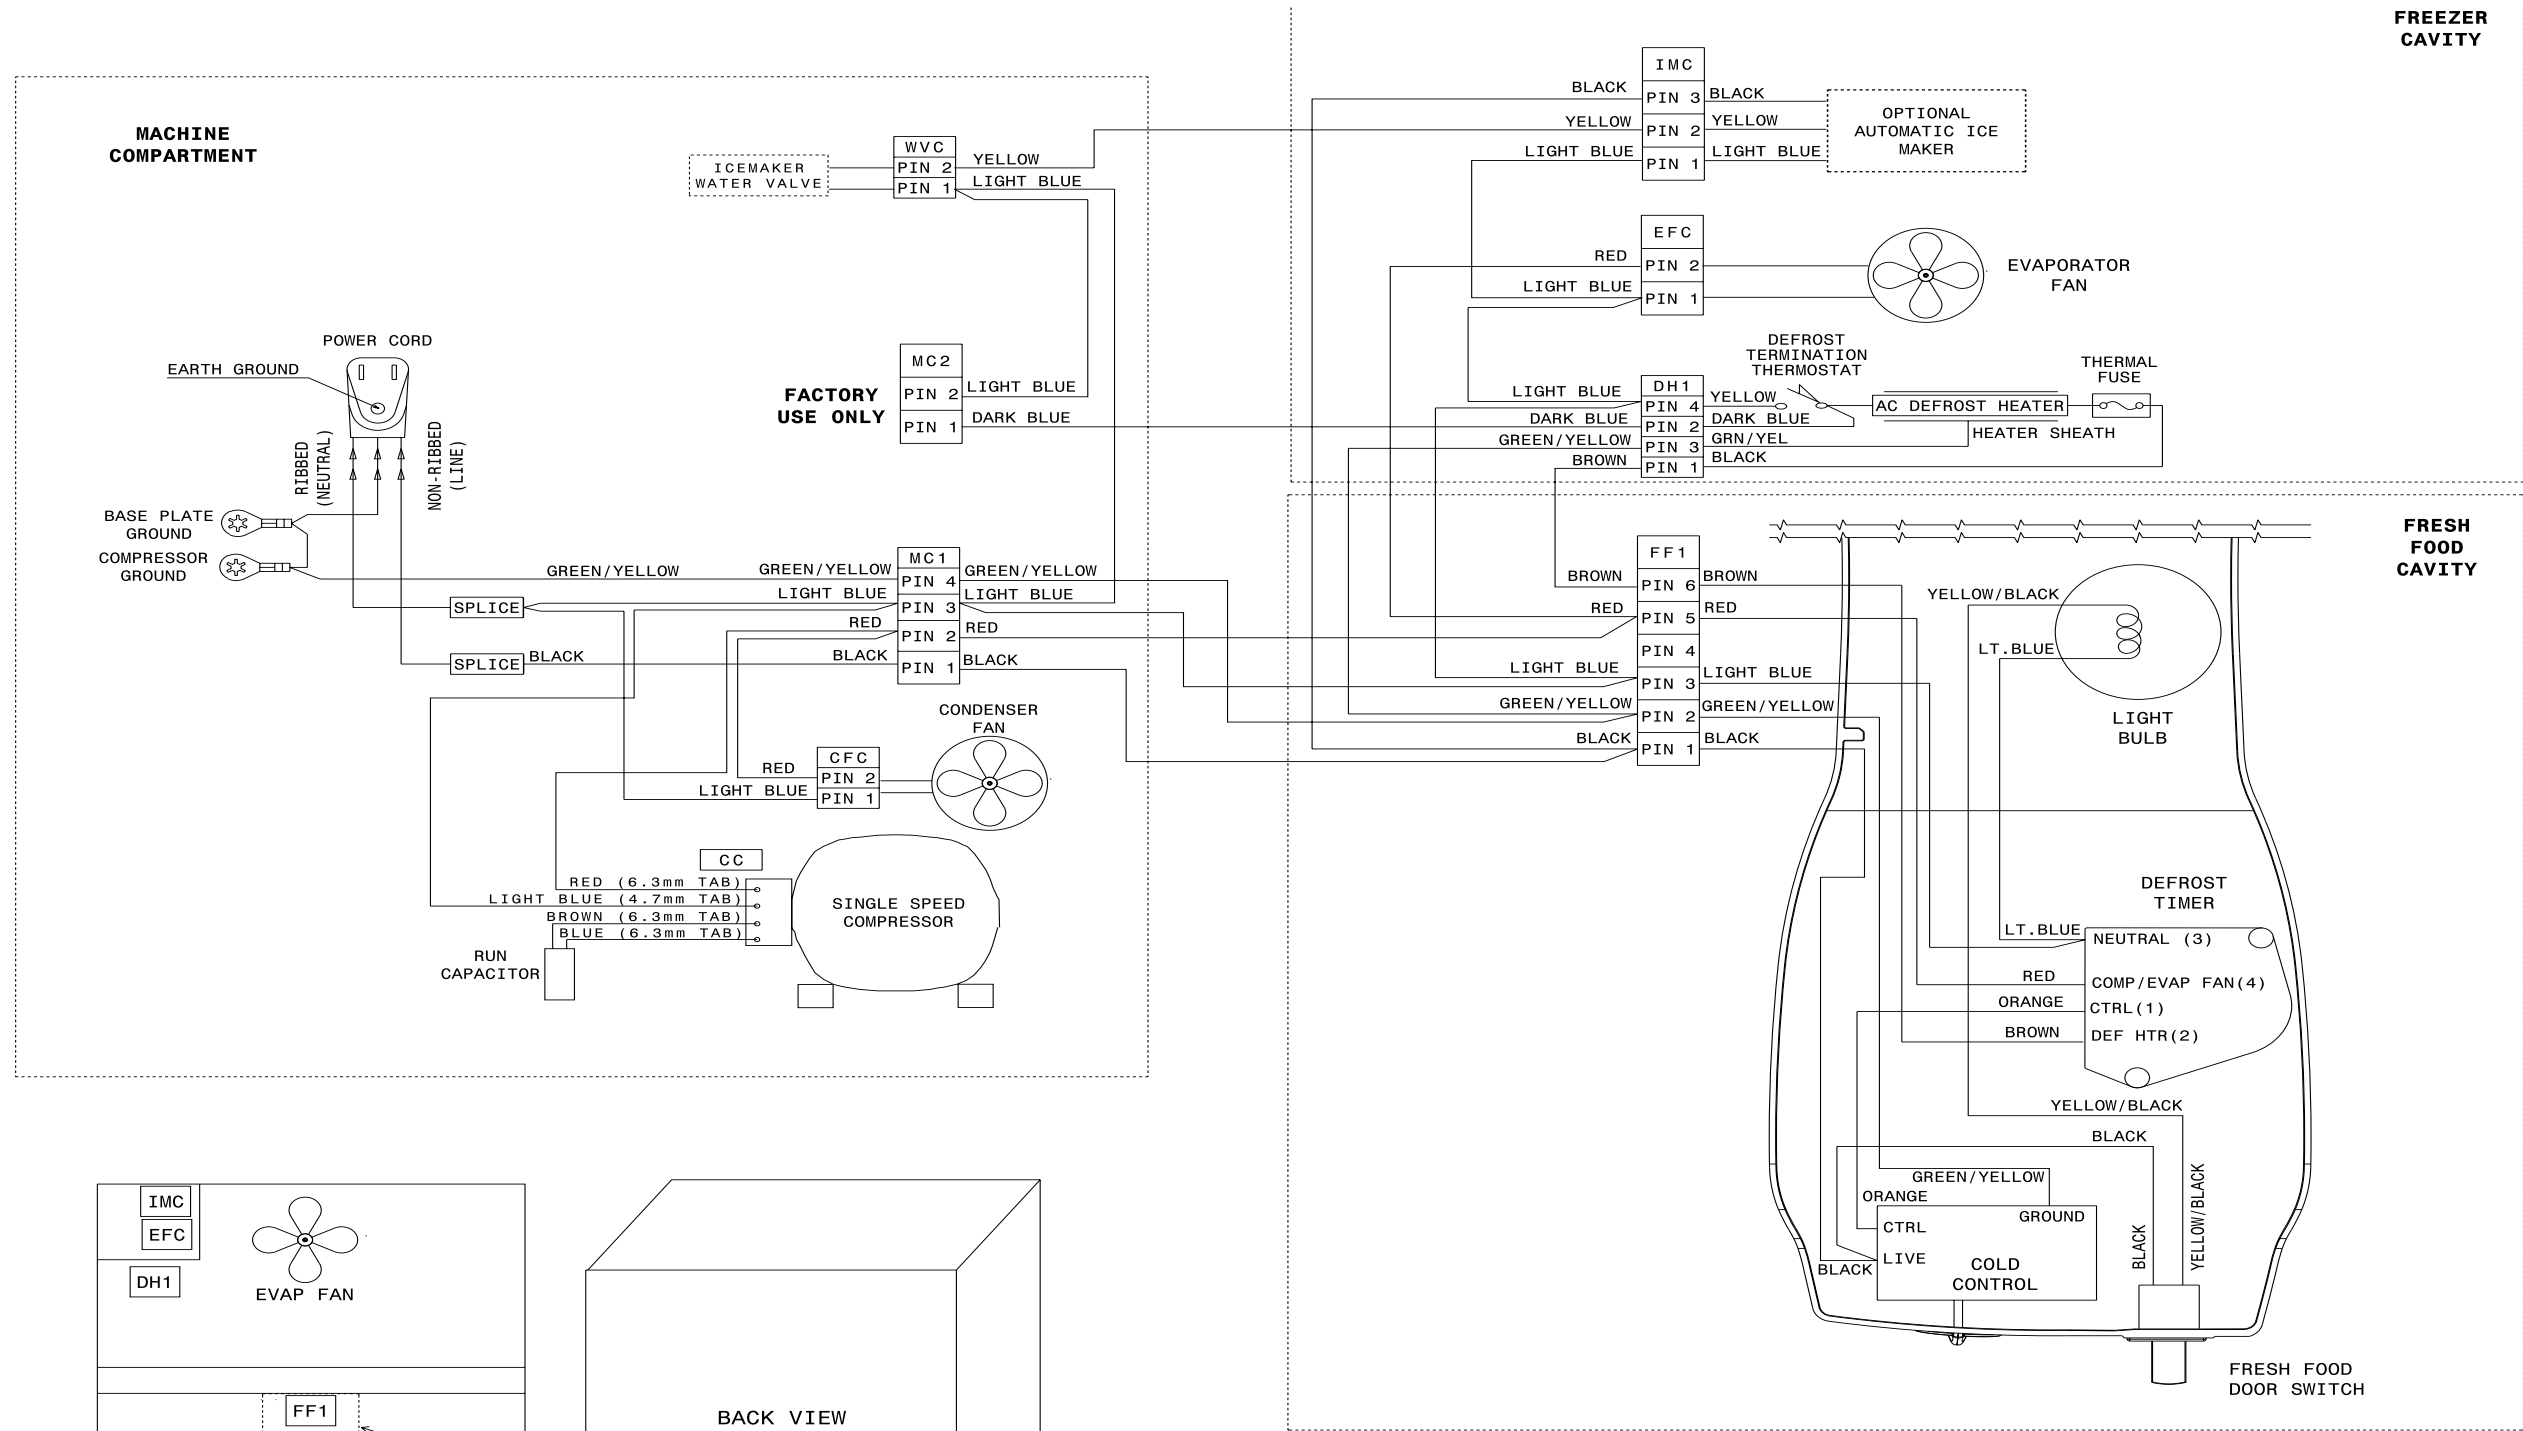 FREEZER
CAVITY
MACHINE
COMPARTMENT
ICEMAKER
WATER VALVE
WVC
PIN 2
PIN 1
YELLOW
LIGHT BLUE
BLACK
YELLOW
LIGHT BLUE
IMC
PIN 3
PIN 2
PIN 1
BLACK
YELLOW
LIGHT BLUE
OPTIONAL
AUTOMATIC ICE
MAKER
RED
LIGHT BLUE
EFC
PIN 2
PIN 1
EVAPORATOR
FAN
POWER CORD
EARTH GROUND
RIBBED
(NEUTRAL)
NON-RIBBED
(LINE)
FACTORY
USE ONLY
MC2
PIN 2
PIN 1
LIGHT BLUE
DARK BLUE
DEFROST
TERMINATION
THERMOSTAT
THERMAL
FUSE
LIGHT BLUE
DARK BLUE
GREEN/YELLOW
BROWN
DH1
PIN 4
PIN 2
PIN 3
PIN 1
YELLOW
DARK BLUE
GRN/YEL
BLACK
AC DEFROST HEATER
HEATER SHEATH
BASE PLATE
GROUND
COMPRESSOR
GROUND
SPLICE
SPLICE
BLACK
GREEN/YELLOW
GREEN/YELLOW
LIGHT BLUE
RED
BLACK
MC1
PIN 4
PIN 3
PIN 2
PIN 1
GREEN/YELLOW
LIGHT BLUE
RED
BLACK
CONDENSER
FAN
CFC
PIN 2
PIN 1
RED
LIGHT BLUE
CC
RED (6.3mm TAB)
LIGHT BLUE (4.7mm TAB)
BROWN (6.3mm TAB)
BLUE (6.3mm TAB)
RUN
CAPACITOR
SINGLE SPEED
COMPRESSOR
FRESH
FOOD
CAVITY
BROWN
RED
LIGHT BLUE
GREEN/YELLOW
BLACK
FF1
PIN 6
PIN 5
PIN 4
PIN 3
PIN 2
PIN 1
BROWN
RED
LIGHT BLUE
GREEN/YELLOW
BLACK
YELLOW/BLACK
LT.BLUE
LIGHT
BULB
DEFROST
TIMER
LT.BLUE
RED
ORANGE
BROWN
NEUTRAL (3)
COMP/EVAP FAN(4)
CTRL(1)
DEF HTR(2)
YELLOW/BLACK
BLACK
GREEN/YELLOW
ORANGE
GROUND
CTRL
LIVE
BLACK
COLD
CONTROL
BLACK
YELLOW/BLACK
FRESH FOOD
DOOR SWITCH
IMC
EFC
DH1
EVAP FAN
FF1
BACK VIEW